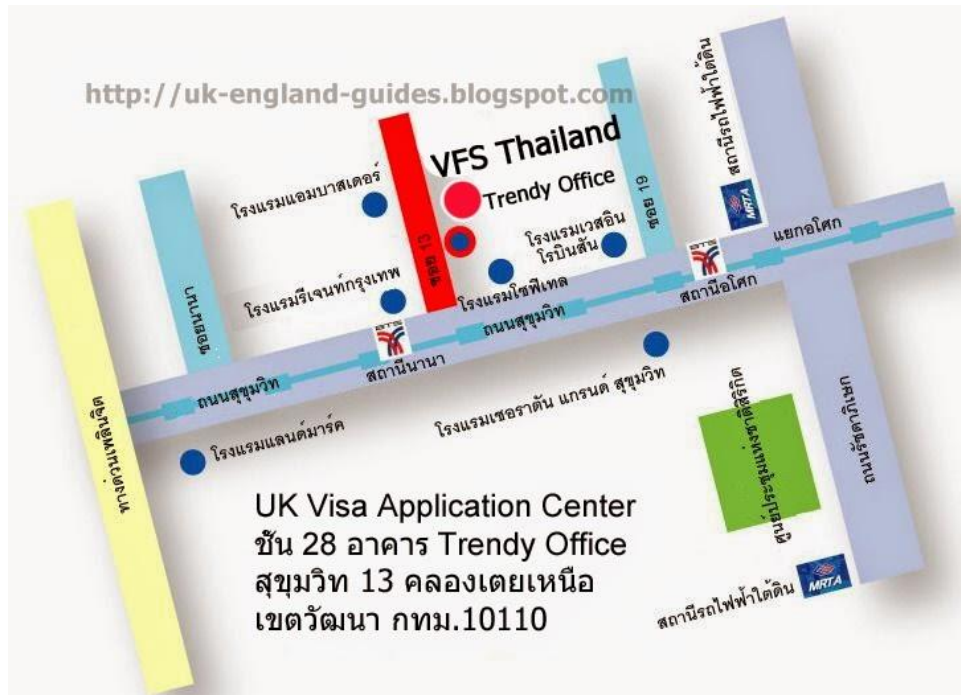 http://uk-england-guides.blogspot.com
สถานีรถไฟฟ้าใต้ดิน
MRTA
VFS Thailand
Trendy Office
โรงแรมแอมบาสเดอร์
ซอย 13
ซอย 19
โรงแรมเวสอิน
โรบินสัน
แยกอโศก
โรงแรมรีเจนท์กรุงเทพ
โรงแรมโซฟีเทล
BTS
สถานีอโศก
ซอยนานา
ถนนสุขุมวิท
BTS
สถานีนานา
ถนนสุขุมวิท
โรงแรมเชอราตัน แกรนด์ สุขุมวิท
โรงแรมแลนด์มาร์ค
ทางด่วนเพลินจิต
ศูนย์ประชุมแห่งชาติสิริกิติ์
ถนนรัชดาภิเษก
UK Visa Application Center
ชั้น 28 อาคาร Trendy Office
สุขุมวิท 13 คลองเตยเหนือ
เขตวัฒนา กทม.10110
สถานีรถไฟฟ้าใต้ดิน
MRTA